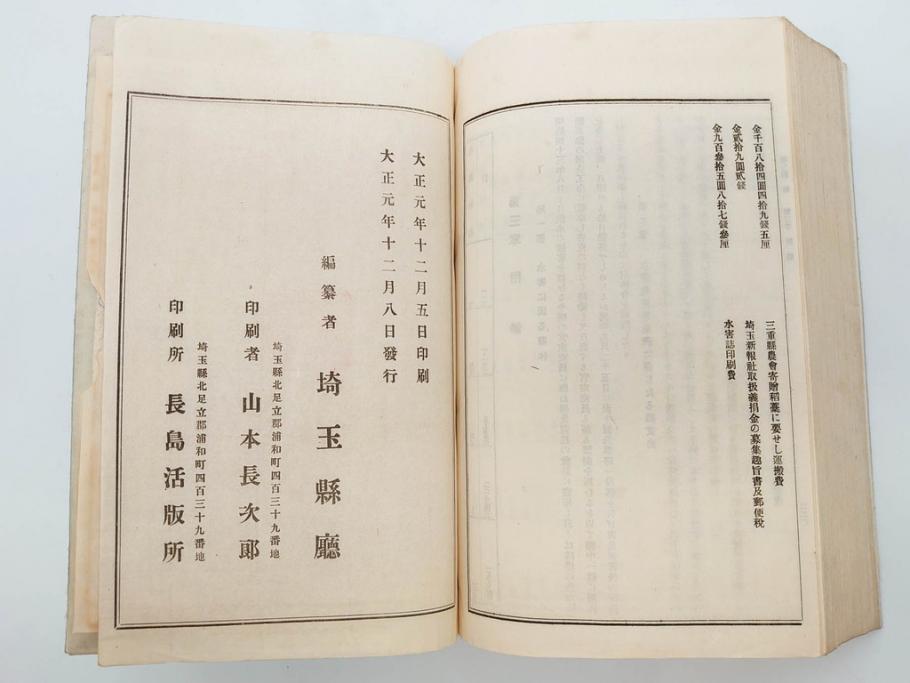 金千百八拾四圓四拾九錢五厘
三重縣農會寄贈稻藁に要せし運搬費
金貳拾九圓貳錢
埼玉新報社取扱義捐金の募集趣旨書及郵便税
金九百參拾五圓八拾七錢參厘
水害誌印刷費
大正元年十二月五日印刷
大正元年十二月八日發行
編纂者 埼玉縣廳
埼玉縣北足立郡浦和町四百三十九番地
印刷者 山本長次郞
埼玉縣北足立郡浦和町四百三十九番地
印刷所 長島活版所